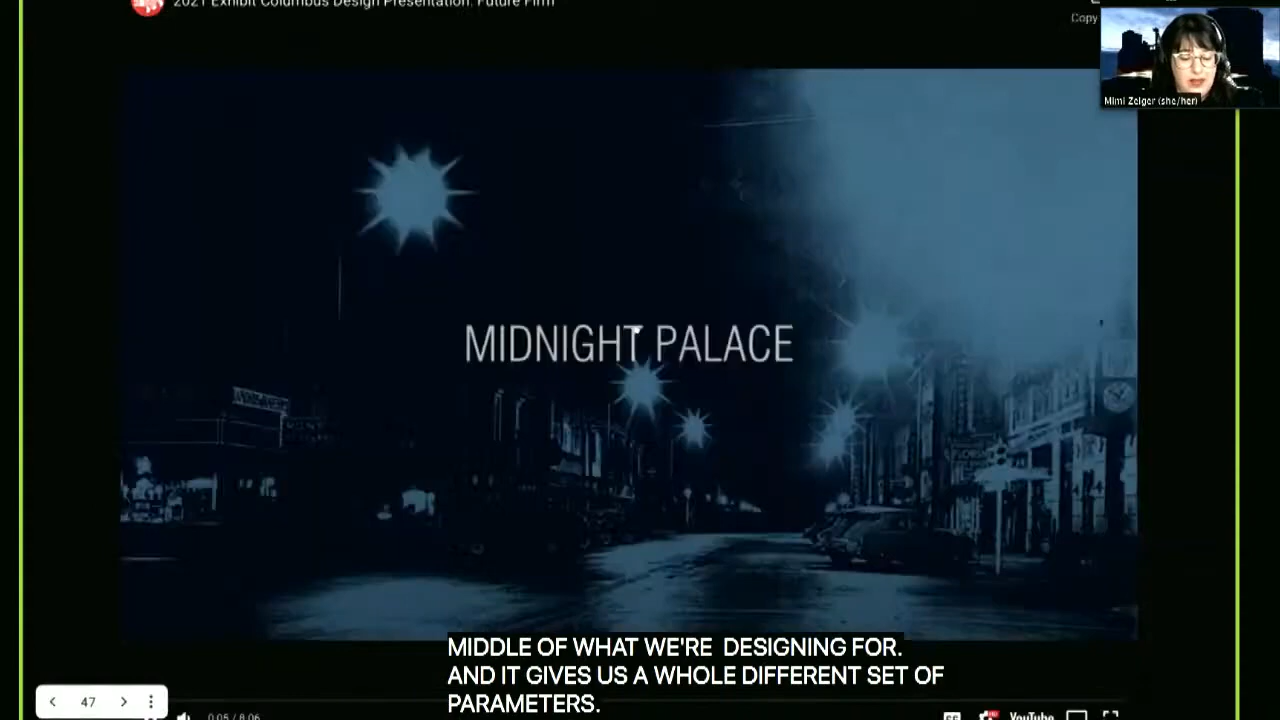 2021 Exhibit Columbus Design Presentation: Future Firm
Copy
Mimi Zeiger (she/her)
MIDNIGHT PALACE
MIDDLE OF WHAT WE'RE DESIGNING FOR.
AND IT GIVES US A WHOLE DIFFERENT SET OF
PARAMETERS.
47
0:05 / 8:06
CC
YouTube